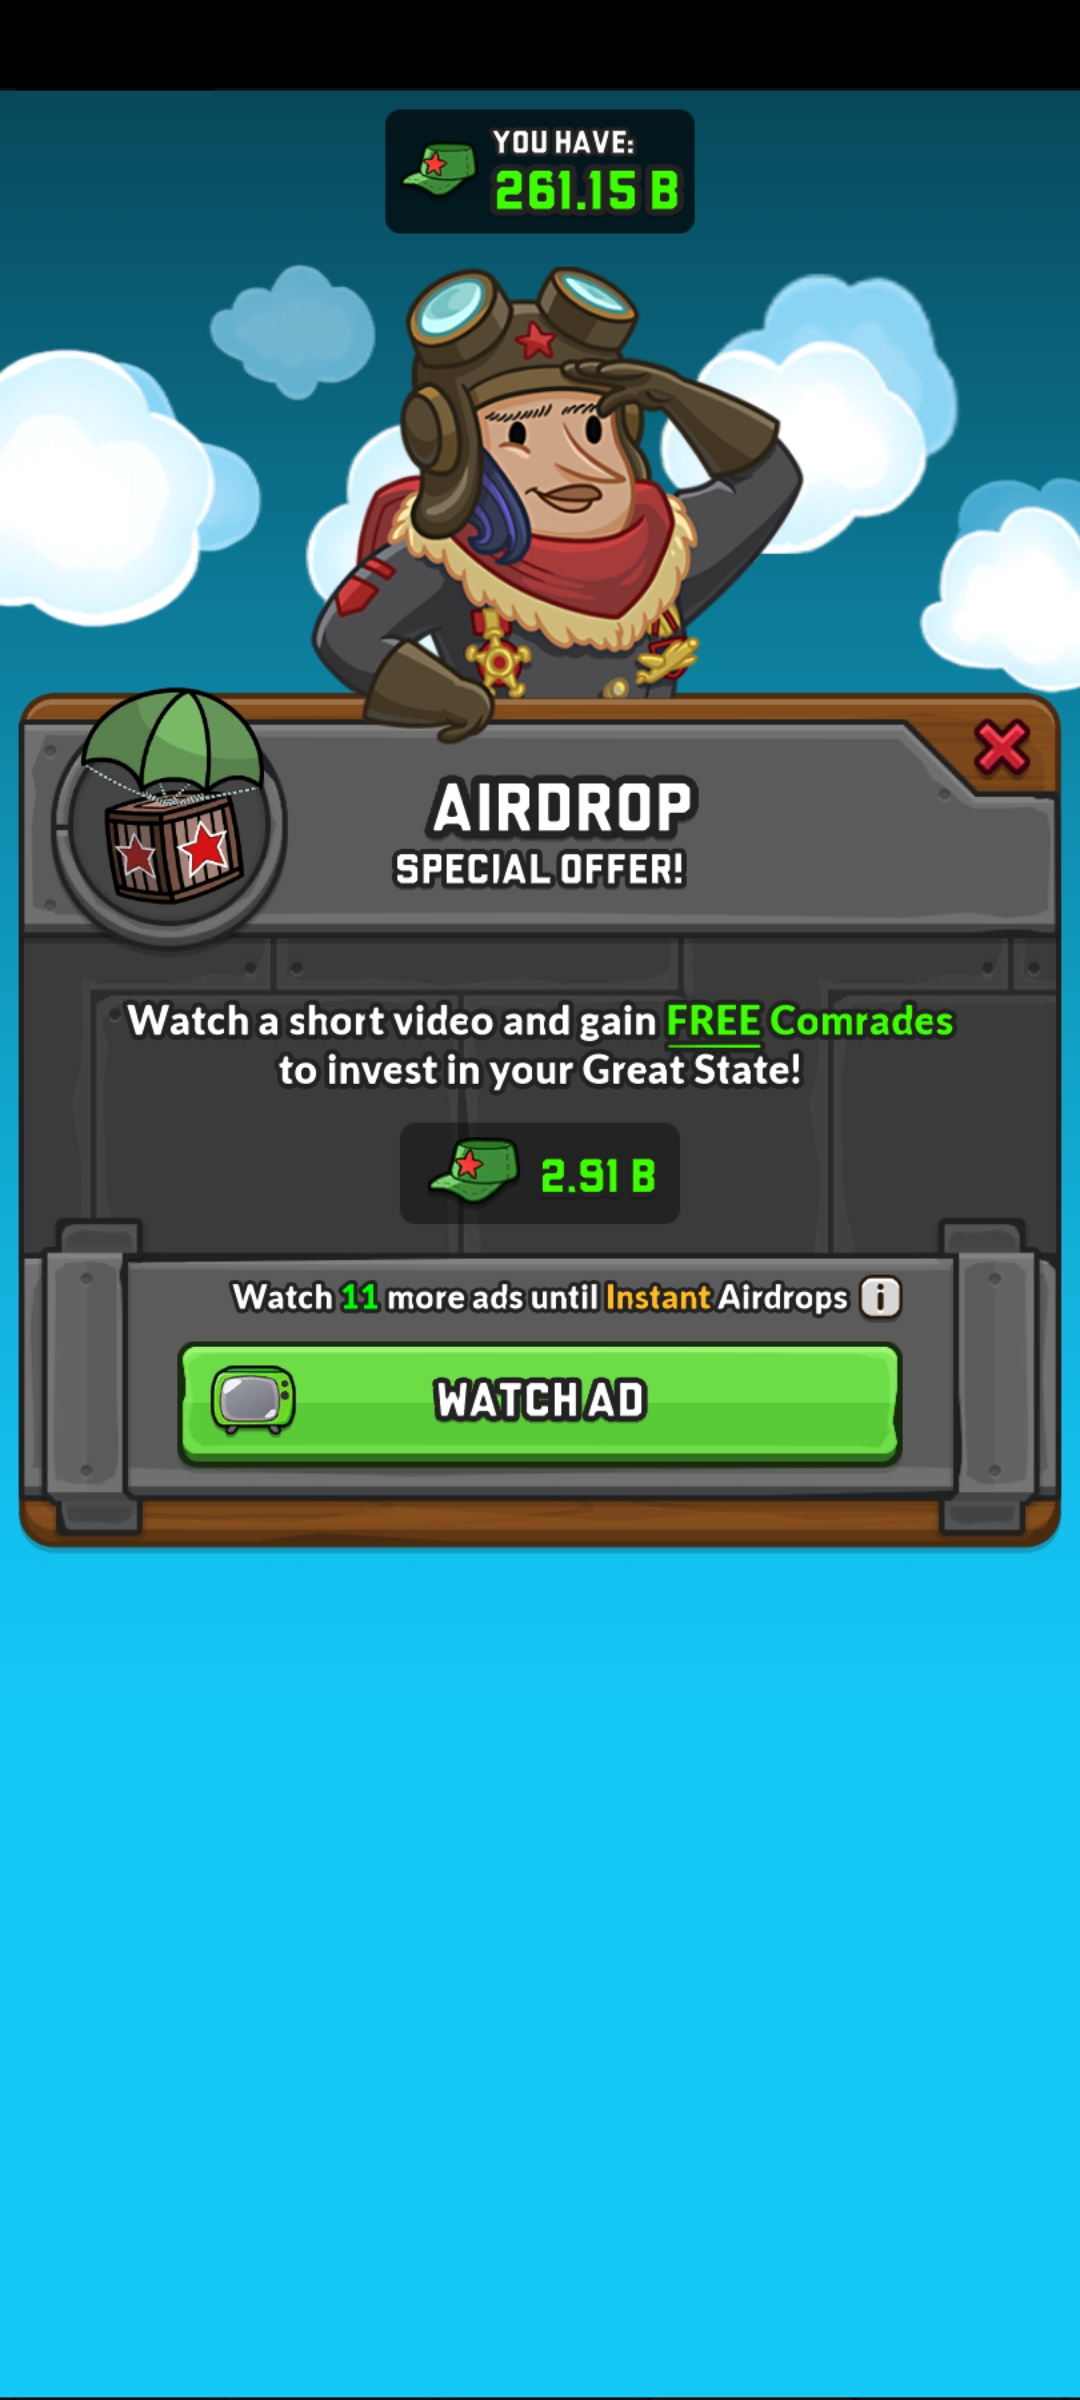 YOU HAVE:
261.15 B
AIRDROP
SPECIAL OFFER!
Watch a short video and gain FREE Comrades
to invest in your Great State!
2.91 B
Watch 11 more ads until Instant Airdrops i
WATCH AD